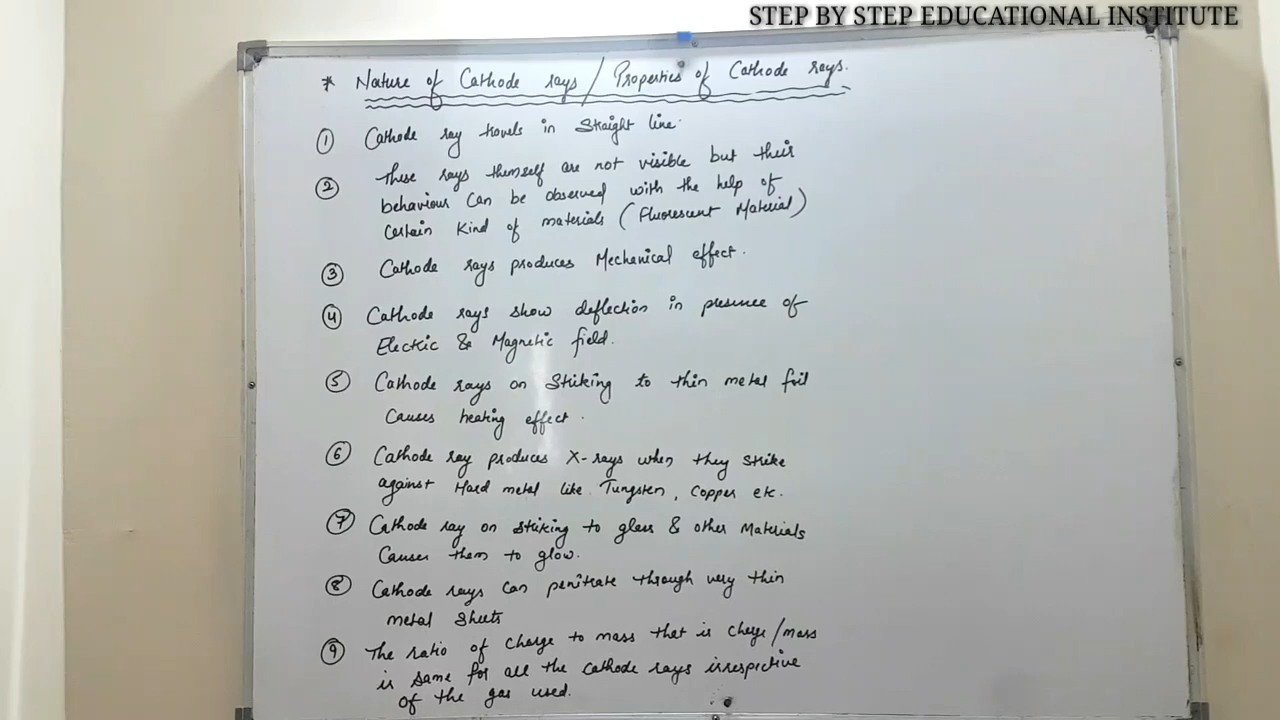 STEP BY STEP EDUCATIONAL INSTITUTE
* Nature of Cathode rays / Properties of Cathode rays.
① Cathode ray travels in straight line.
② These rays themself are not visible but their
behaviour can be observed with the help of
certain kind of materials (Fluorescent Material)
③ Cathode rays produces Mechanical effect.
④ Cathode rays show deflection in presence of
Electric & Magnetic field.
⑤ Cathode rays on striking to thin metal foil
causes heating effect.
⑥ Cathode ray produces X-rays when they strike
against Hard metal like Tungsten, Copper etc.
⑦ Cathode ray on striking to glass & other Materials
causes them to glow.
⑧ Cathode rays can penitrate through very thin
metal sheets
⑨ The ratio of charge to mass that is charge/mass
is same for all the cathode rays irrespective
of the gas used.